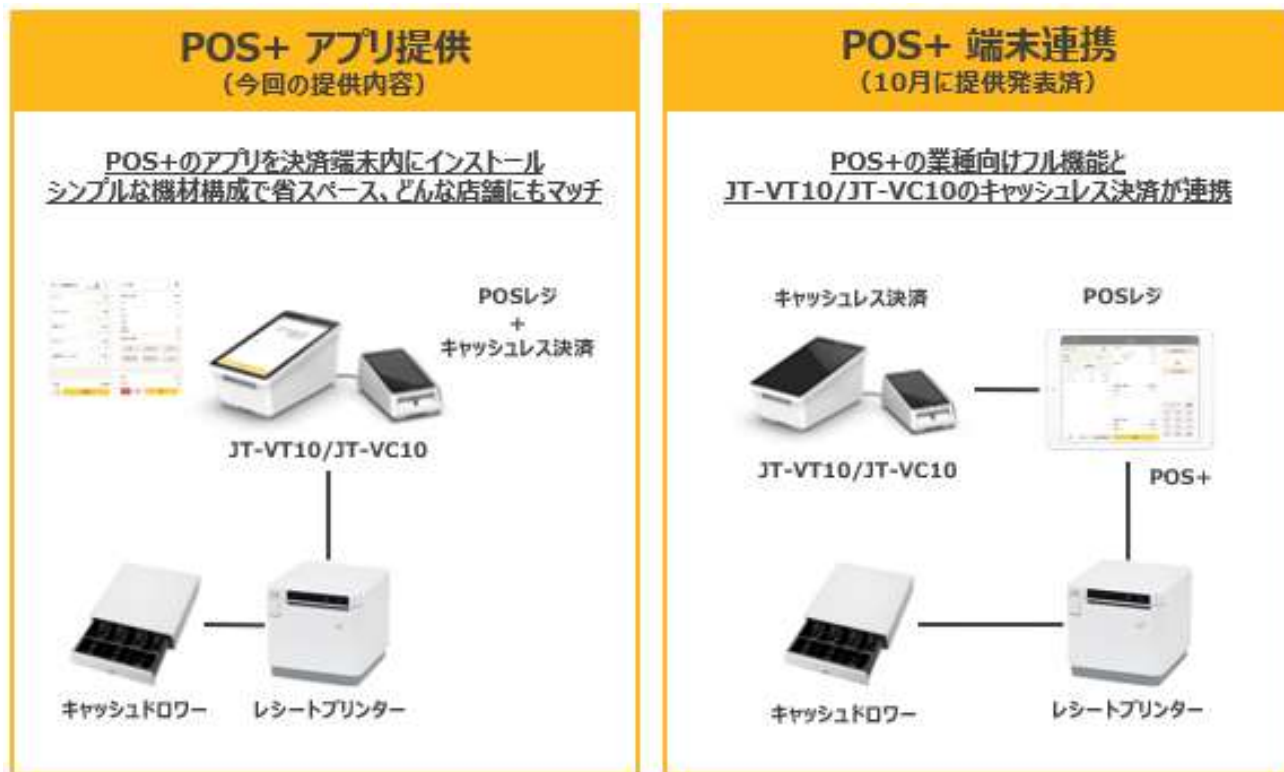 POS+ アプリ提供
（今回の提供内容）
POS+のアプリを決済端末内にインストール
シンプルな機材構成で省スペース、どんな店舗にもマッチ
POSレジ
+
キャッシュレス決済
JT-VT10/JT-VC10
キャッシュドロワー
レシートプリンター
POS+ 端末連携
（10月に提供発表済）
POS+の業種向けフル機能と
JT-VT10/JT-VC10のキャッシュレス決済が連携
キャッシュレス決済
POSレジ
JT-VT10/JT-VC10
POS+
キャッシュドロワー
レシートプリンター